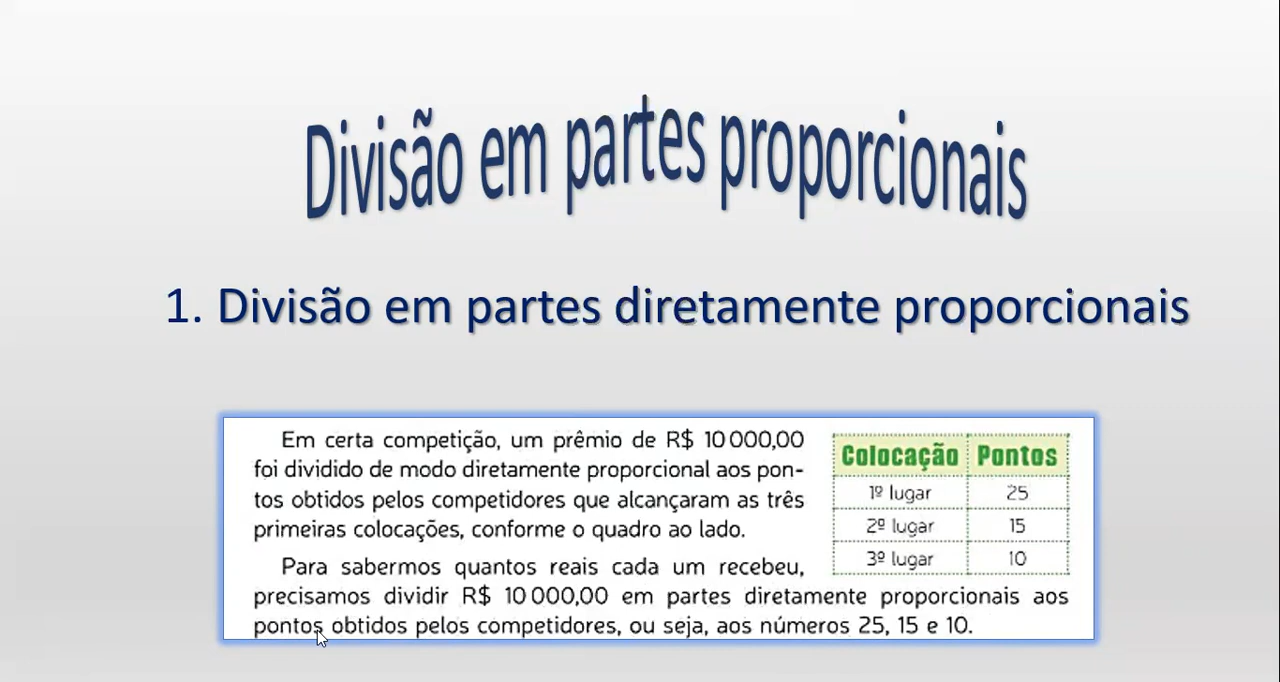 Divisão em partes proporcionais
1. Divisão em partes diretamente proporcionais
Em certa competição, um prêmio de R$ 10 000,00
foi dividido de modo diretamente proporcional aos pon-
tos obtidos pelos competidores que alcançaram as três
primeiras colocações, conforme o quadro ao lado.
Colocação Pontos
1º lugar 25
2º lugar 15
3º lugar 10
Para sabermos quantos reais cada um recebeu,
precisamos dividir R$ 10 000,00 em partes diretamente proporcionais aos
pontos obtidos pelos competidores, ou seja, aos números 25, 15 e 10.